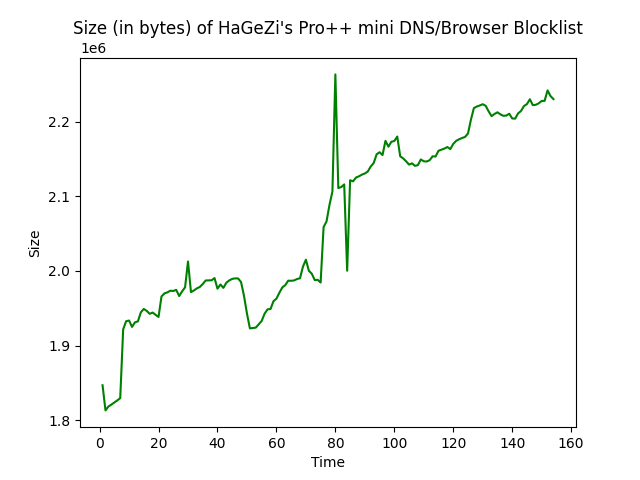 Size (in bytes) of HaGeZi's Pro++ mini DNS/Browser Blocklist
1e6
2.2
2.1
2.0
1.9
1.8
Size
0 20 40 60 80 100 120 140 160
Time